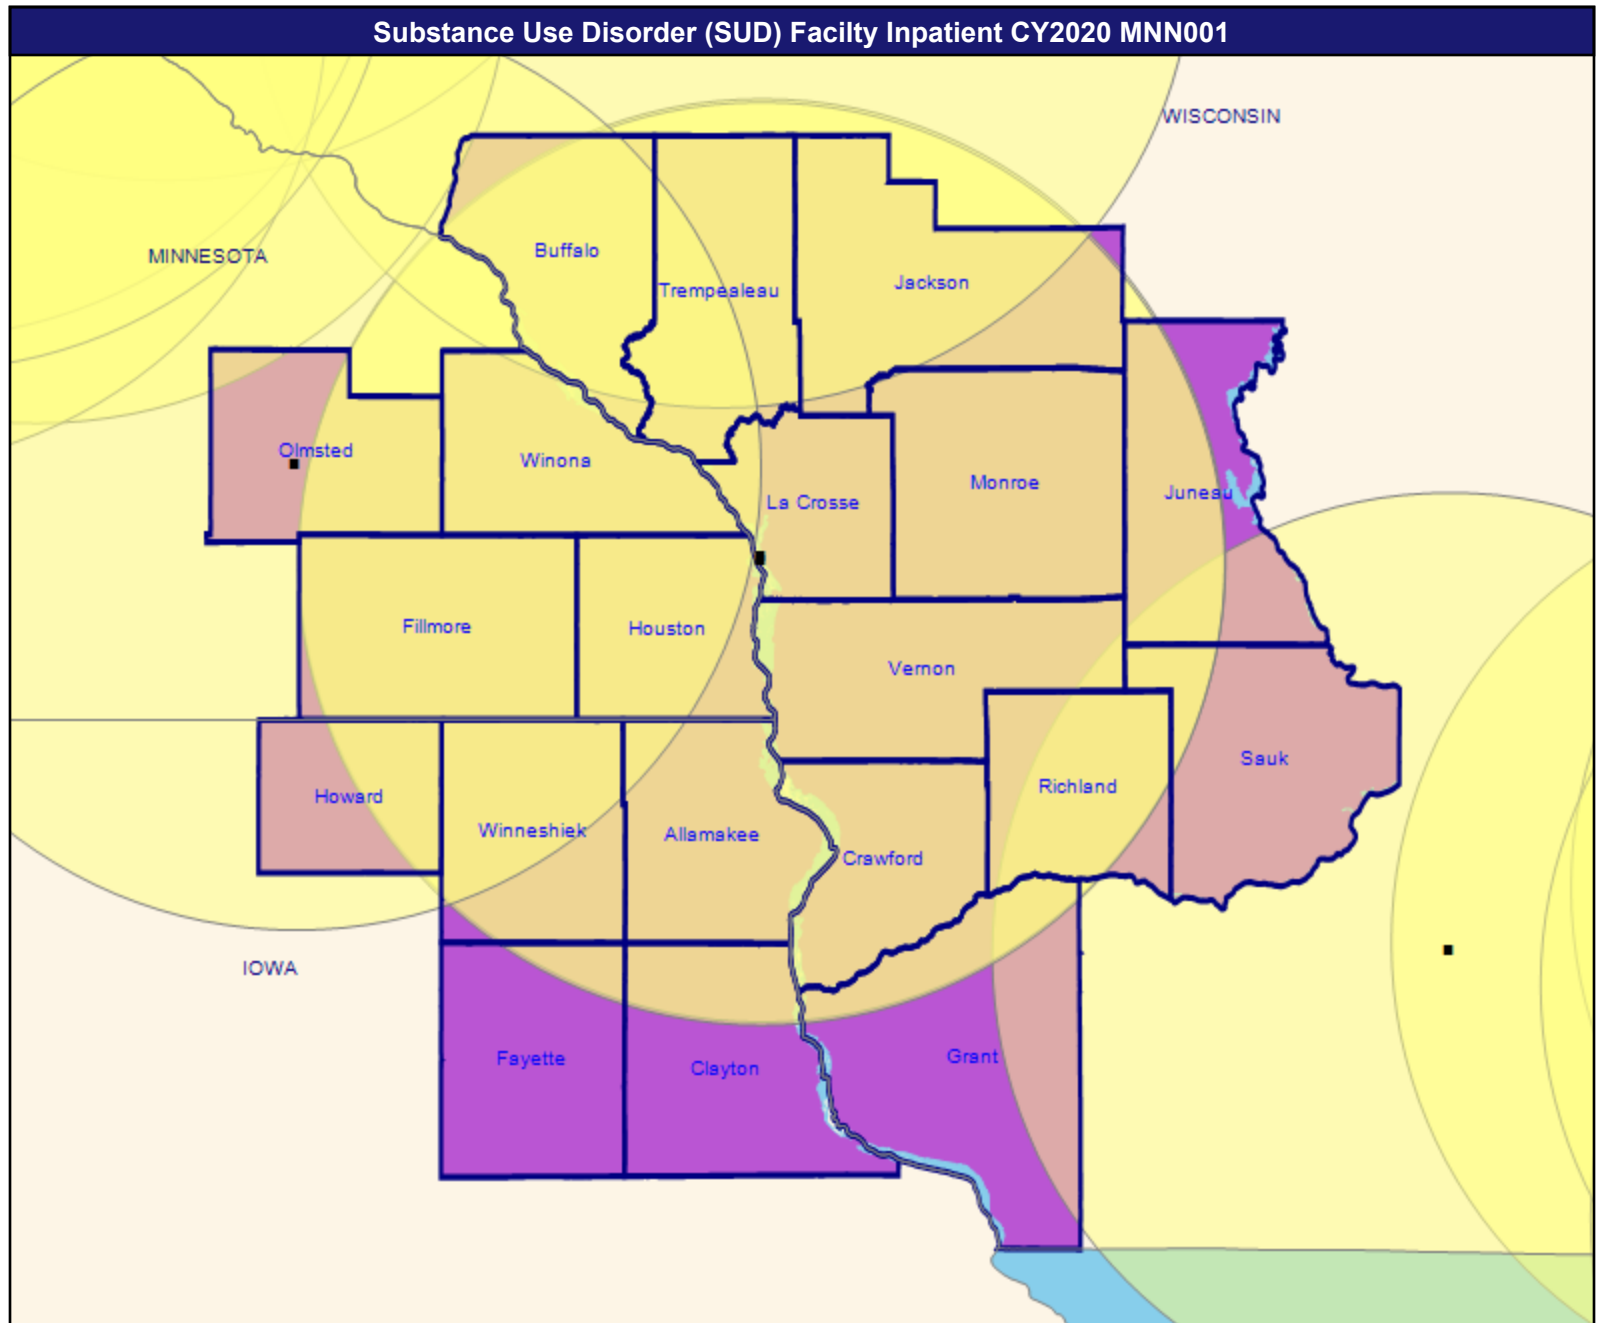 Substance Use Disorder (SUD) Facilty Inpatient CY2020 MNN001
WISCONSIN
MINNESOTA
Buffalo
Trempealeau
Jackson
Olmsted
Winona
La Crosse
Monroe
Juneau
Fillmore
Houston
Vernon
Howard
Winneshiek
Allamakee
Crawford
Richland
Sauk
IOWA
Fayette
Clayton
Grant